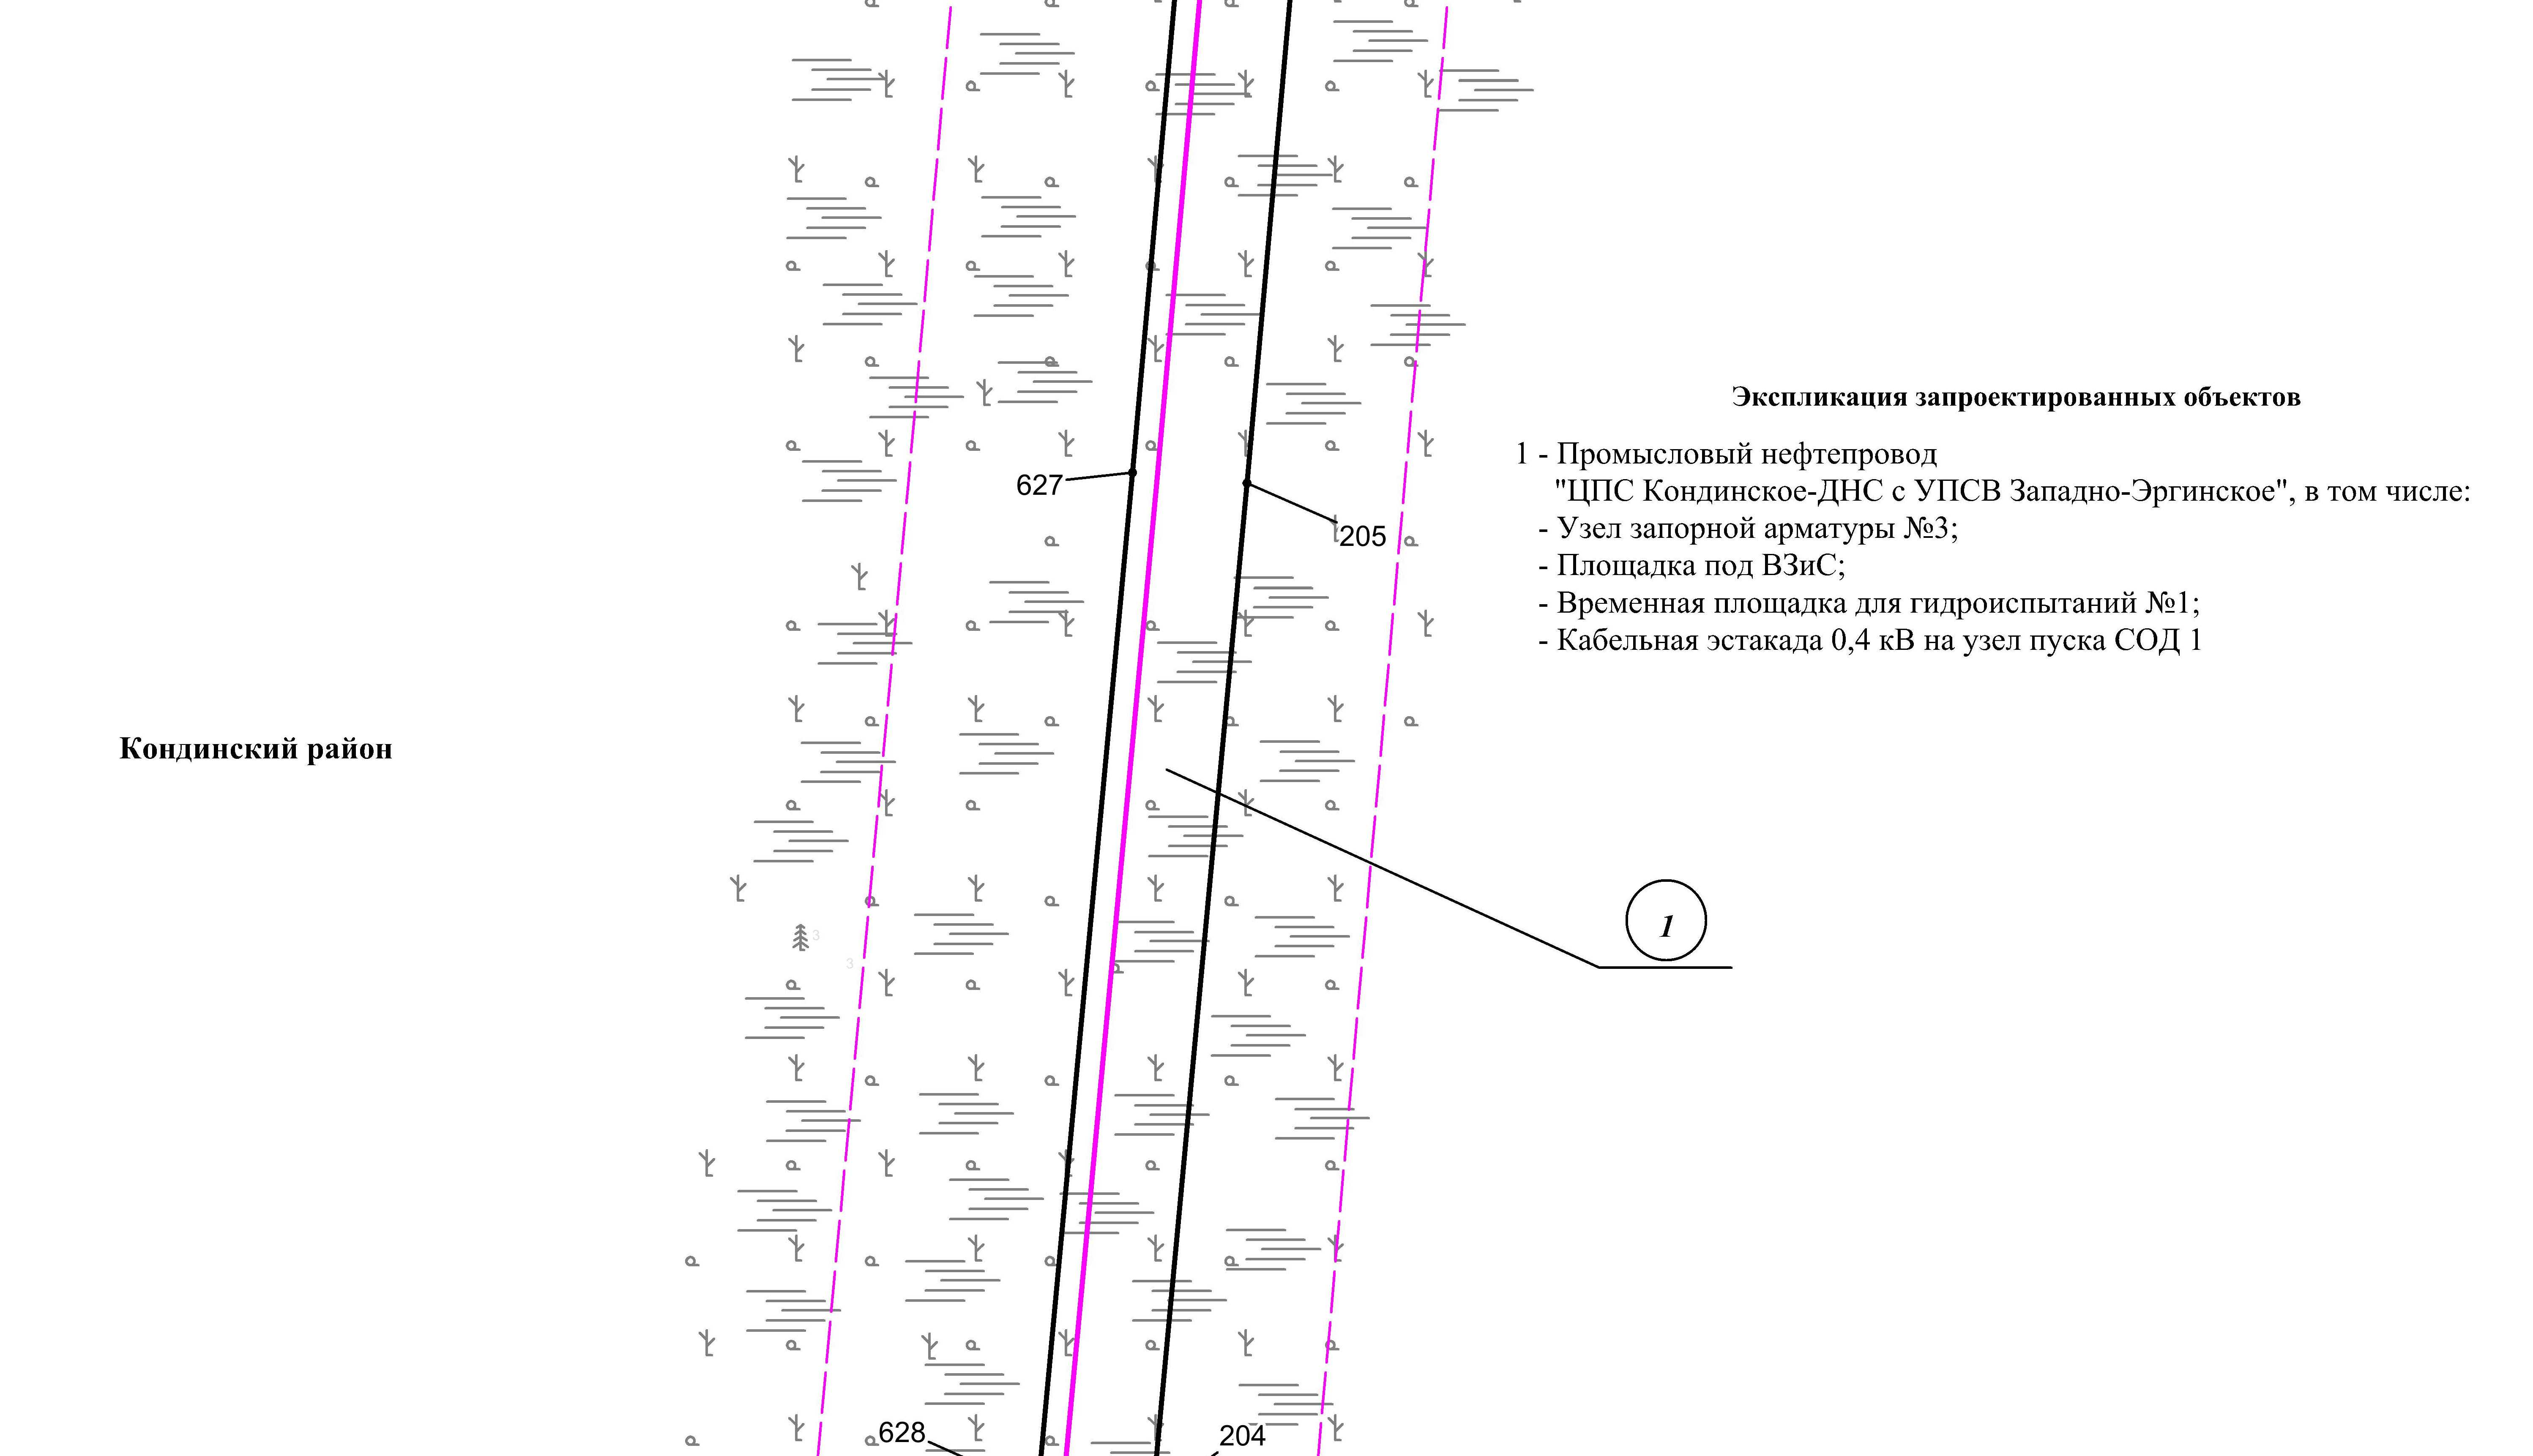 Экспликация запроектированных объектов
1 - Промысловый нефтепровод
"ЦПС Кондинское-ДНС с УПСВ Западно-Эргинское", в том числе:
- Узел запорной арматуры №3;
- Площадка под ВЗиС;
- Временная площадка для гидроиспытаний №1;
- Кабельная эстакада 0,4 кВ на узел пуска СОД 1
627
205
Кондинский район
1
3
3
628
204